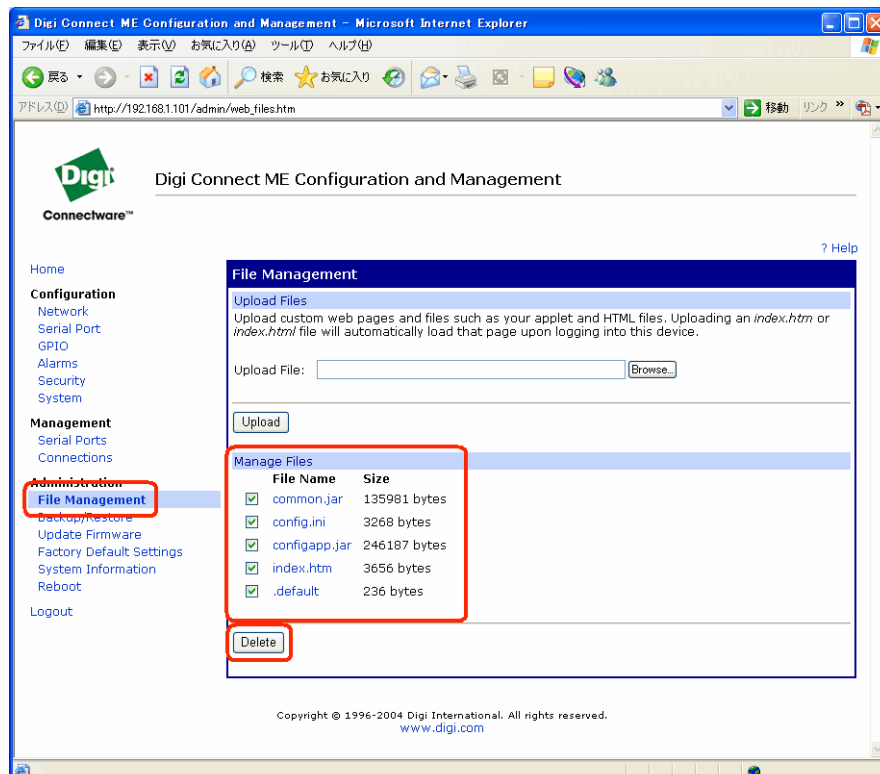 Digi Connect ME Configuration and Management - Microsoft Internet Explorer
ファイル(F) 編集(E) 表示(V) お気に入り(A) ツール(T) ヘルプ(H)
戻る 検索 お気に入り
アドレス(D) http://192.168.1.101/admin/web_files.htm 移動 リンク »
Digi
Connectware™
Digi Connect ME Configuration and Management
? Help
Home
Configuration
Network
Serial Port
GPIO
Alarms
Security
System
Management
Serial Ports
Connections
Administration
File Management
Backup/Restore
Update Firmware
Factory Default Settings
System Information
Reboot
Logout
File Management
Upload Files
Upload custom web pages and files such as your applet and HTML files. Uploading an index.htm or
index.html file will automatically load that page upon logging into this device.
Upload File: Browse...
Upload
Manage Files
File Name Size
common.jar 135981 bytes
config.ini 3268 bytes
configapp.jar 246187 bytes
index.htm 3656 bytes
.default 236 bytes
Delete
Copyright © 1996-2004 Digi International. All rights reserved.
www.digi.com